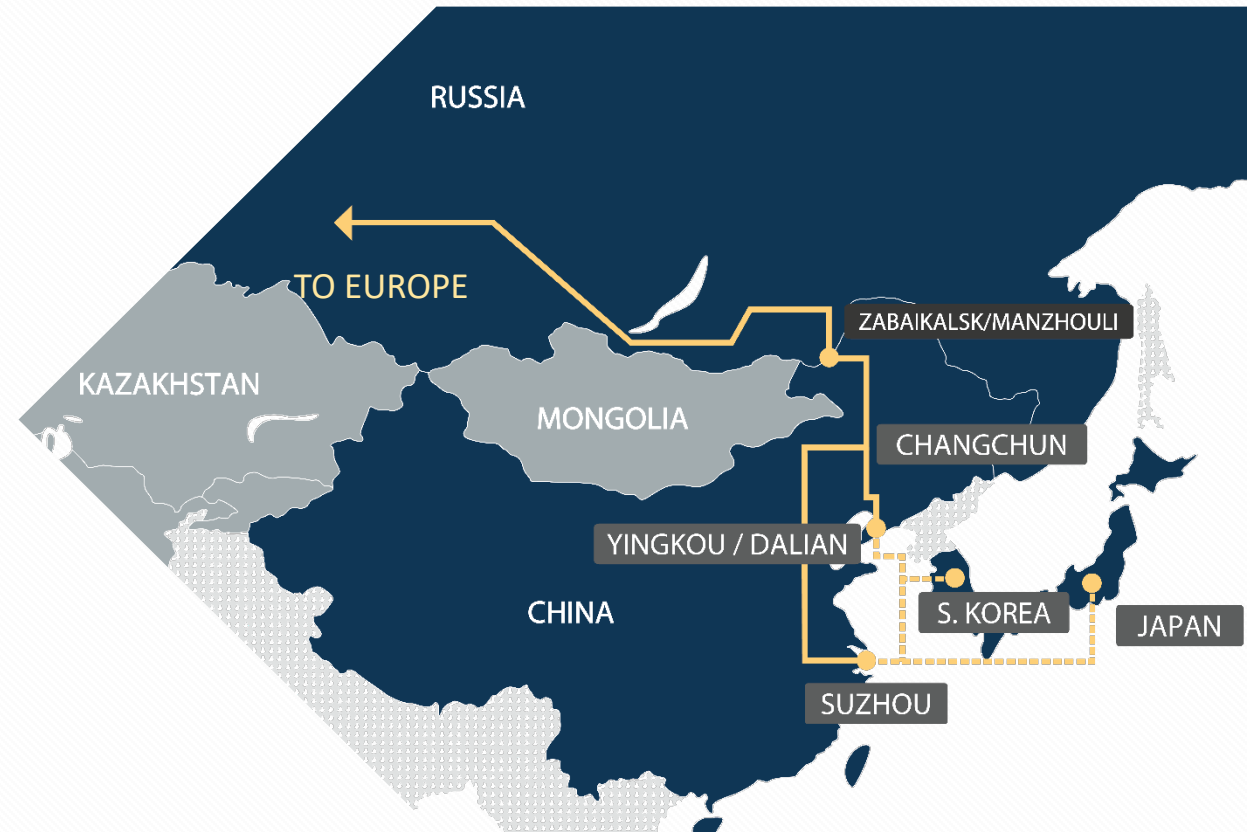 RUSSIA
TO EUROPE
ZABAIKALSK/MANZHOULI
KAZAKHSTAN
MONGOLIA
CHANGCHUN
YINGKOU / DALIAN
CHINA
S. KOREA
JAPAN
SUZHOU